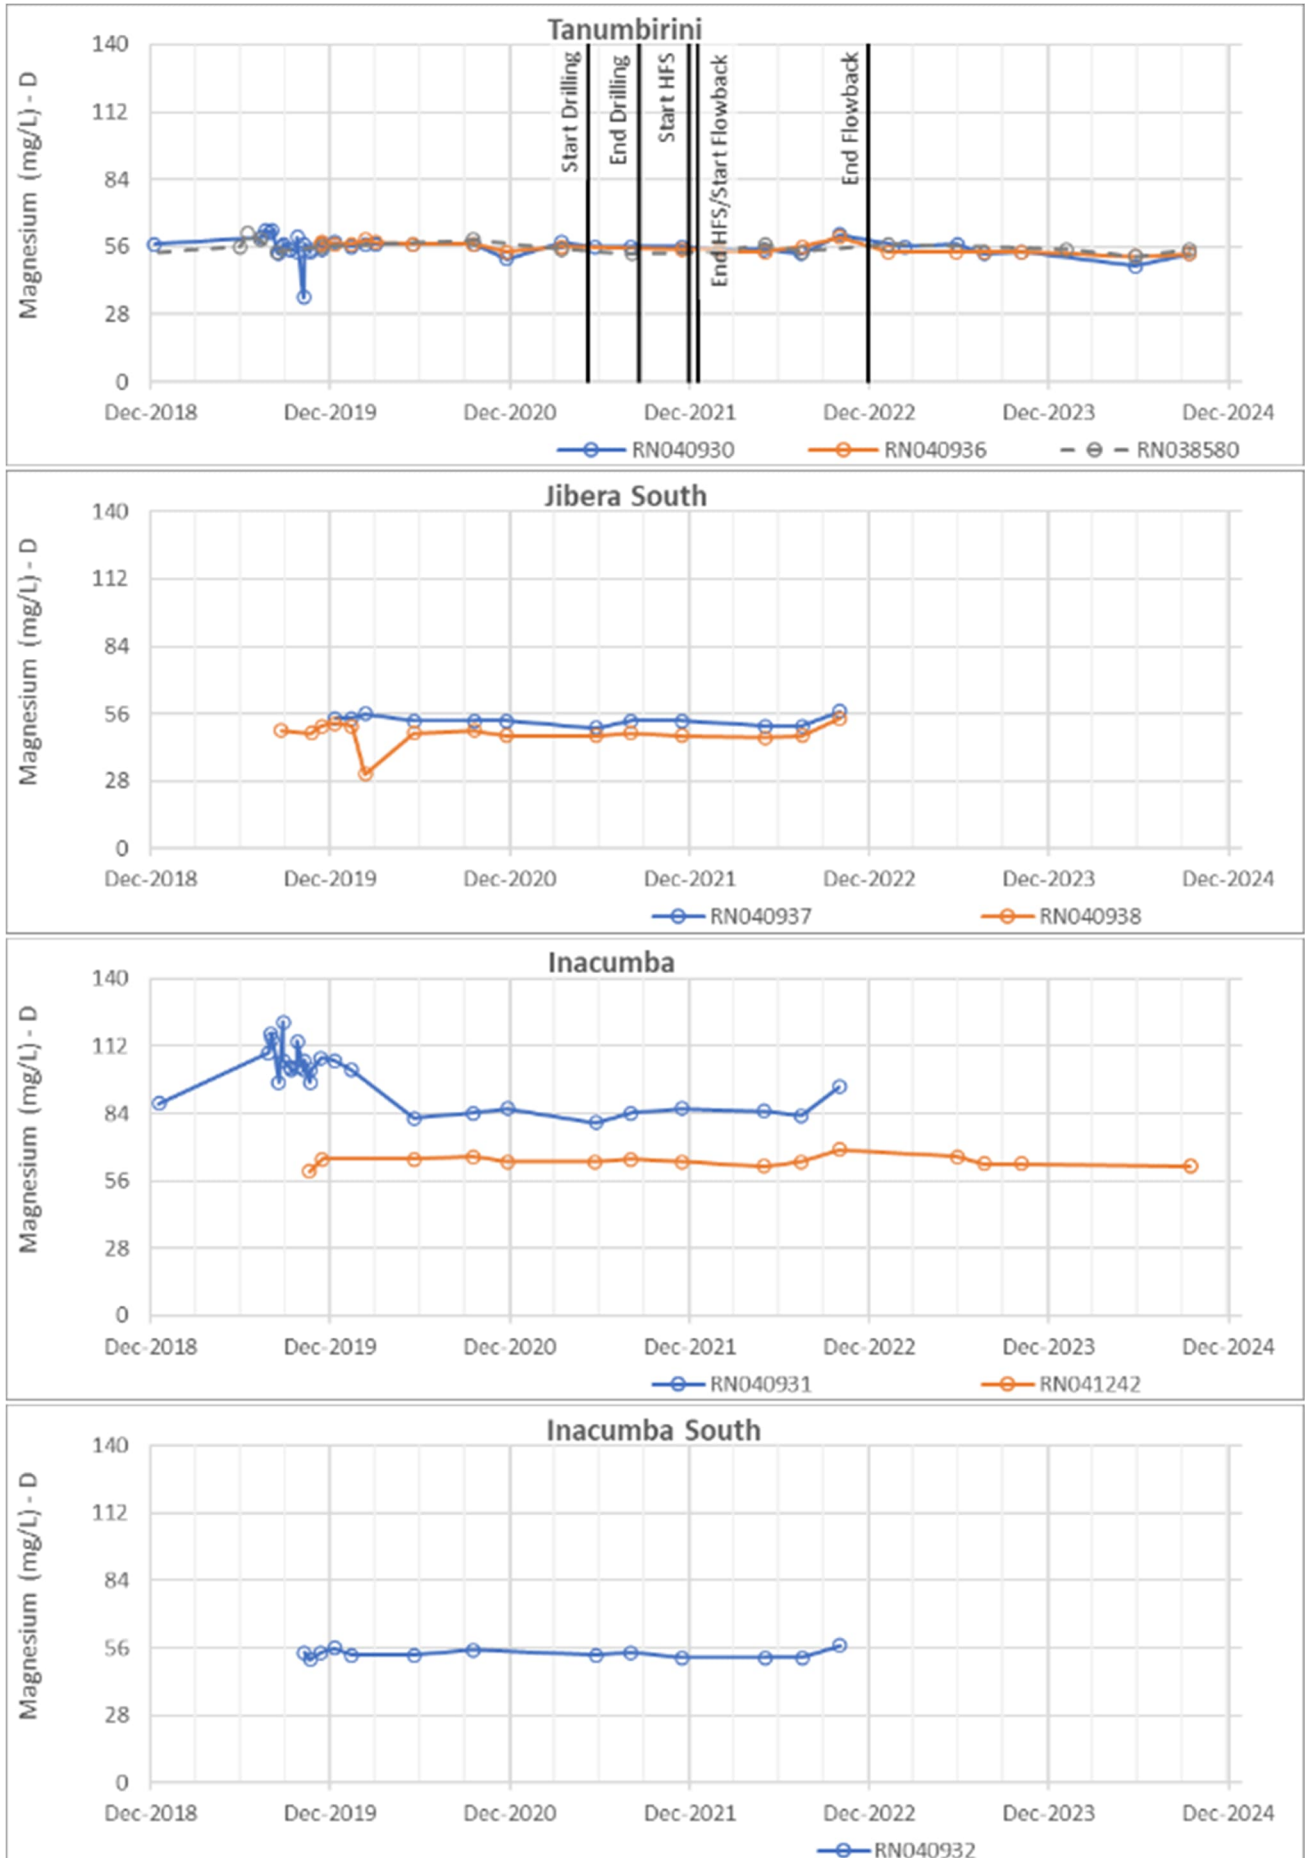 Tanumbirini
Magnesium (mg/L) - D
140
112
84
56
28
0
Start Drilling
End Drilling
Start HFS
End HFS/Start Flowback
End Flowback
Dec-2018 Dec-2019 Dec-2020 Dec-2021 Dec-2022 Dec-2023 Dec-2024
RN040930 RN040936 RN038580
Jibera South
Magnesium (mg/L) - D
140
112
84
56
28
0
Dec-2018 Dec-2019 Dec-2020 Dec-2021 Dec-2022 Dec-2023 Dec-2024
RN040937 RN040938
Inacumba
Magnesium (mg/L) - D
140
112
84
56
28
0
Dec-2018 Dec-2019 Dec-2020 Dec-2021 Dec-2022 Dec-2023 Dec-2024
RN040931 RN041242
Inacumba South
Magnesium (mg/L) - D
140
112
84
56
28
0
Dec-2018 Dec-2019 Dec-2020 Dec-2021 Dec-2022 Dec-2023 Dec-2024
RN040932